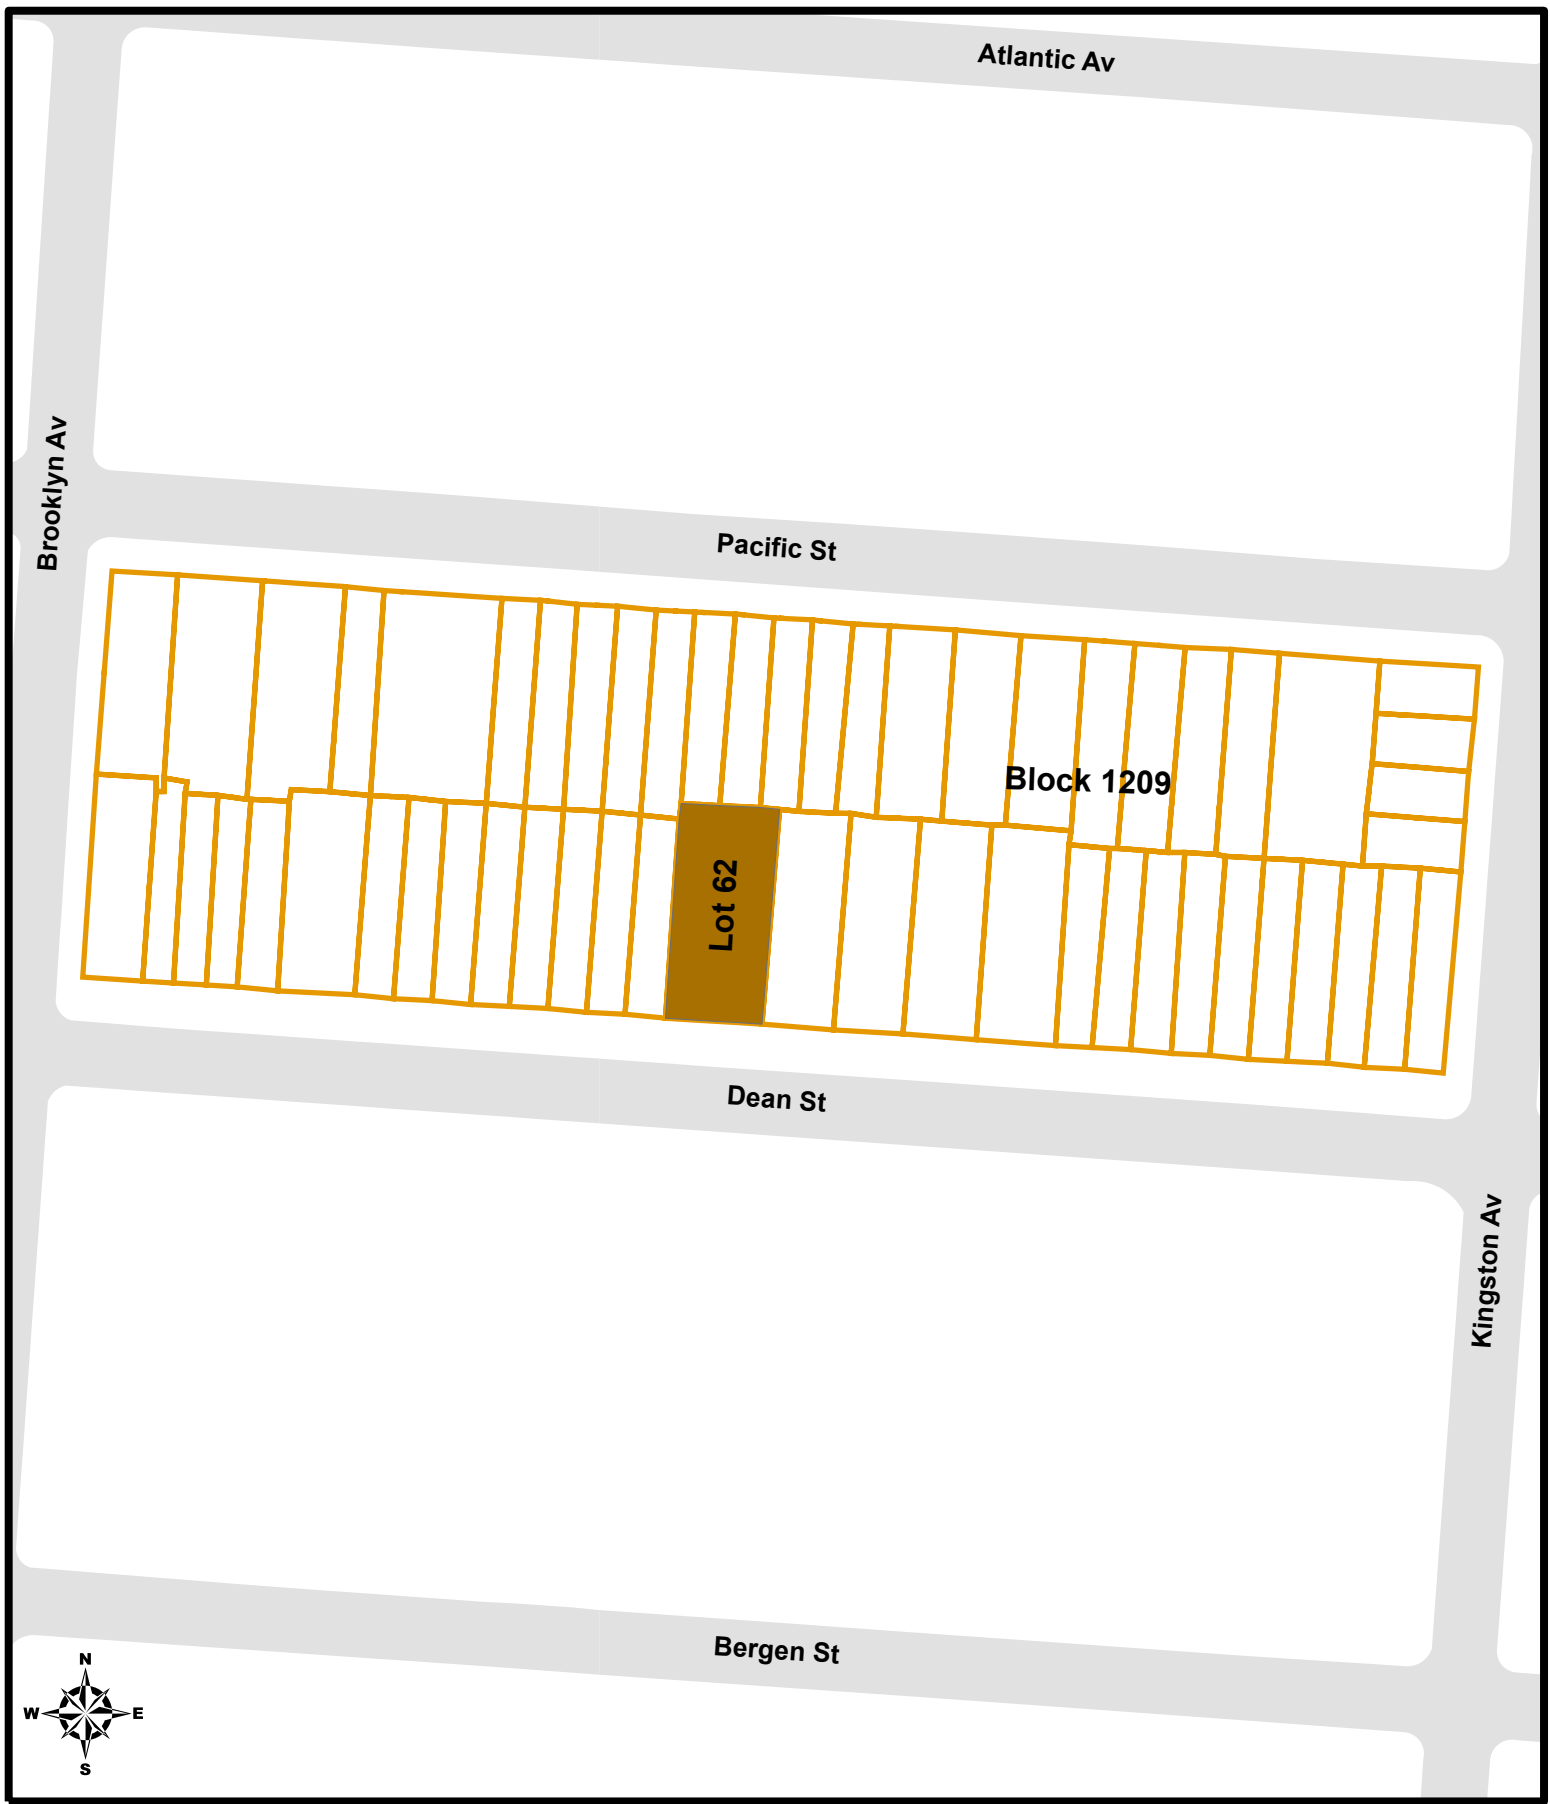 Atlantic Av
Brooklyn Av
Pacific St
Block 1209
Lot 62
Dean St
Kingston Av
Bergen St
N
W E
S